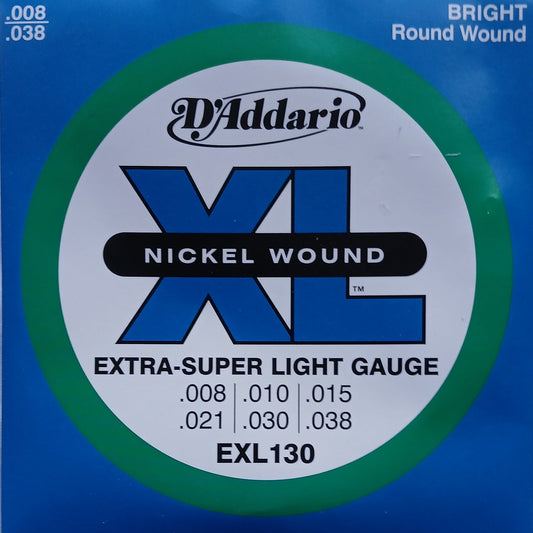 .008
.038
BRIGHT
Round Wound
D'Addario™
XL
NICKEL WOUND
™
EXTRA-SUPER LIGHT GAUGE
.008 .010 .015
.021 .030 .038
EXL130